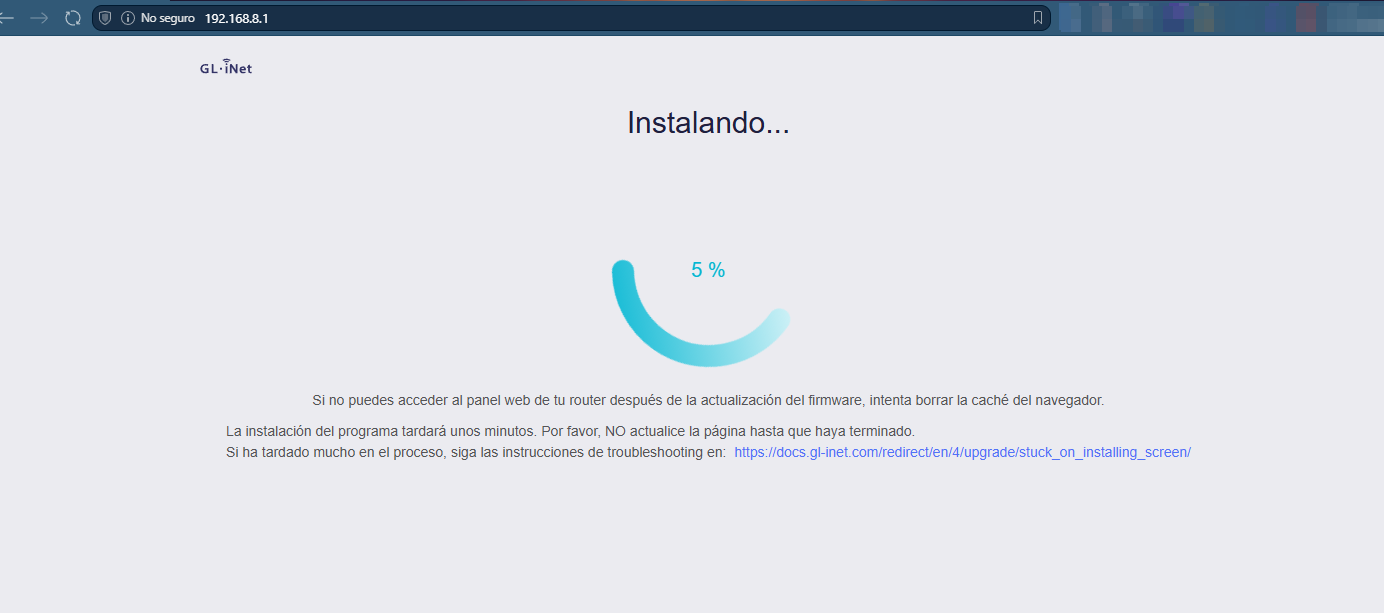 No seguro 192.168.8.1
GL·iNet
Instalando...
5 %
Si no puedes acceder al panel web de tu router después de la actualización del firmware, intenta borrar la caché del navegador.
La instalación del programa tardará unos minutos. Por favor, NO actualice la página hasta que haya terminado.
Si ha tardado mucho en el proceso, siga las instrucciones de troubleshooting en: https://docs.gl-inet.com/redirect/en/4/upgrade/stuck_on_installing_screen/